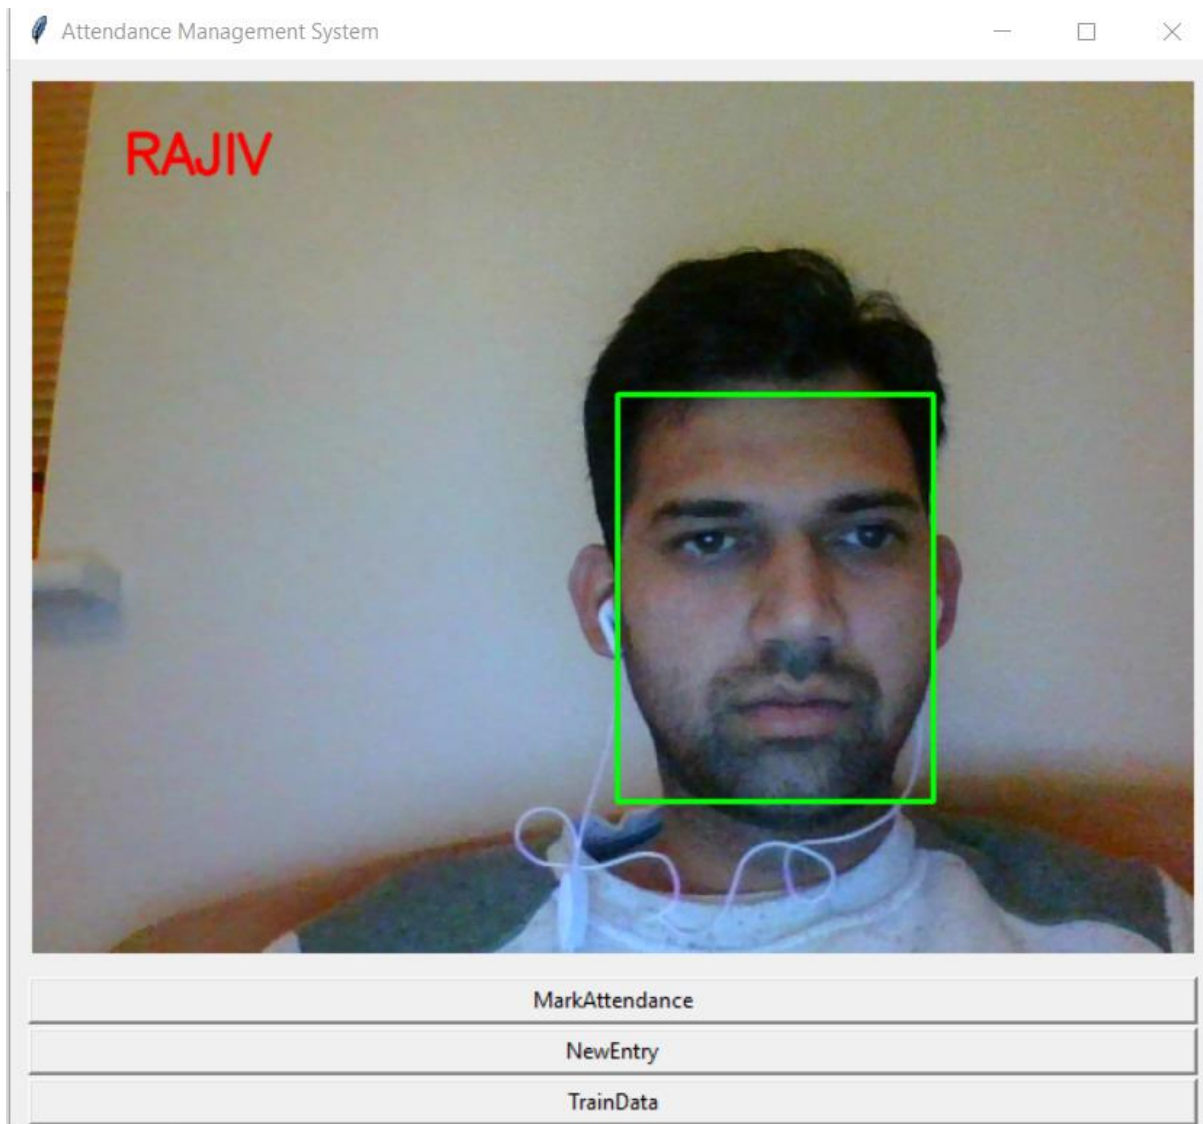 Attendance Management System
RAJIV
MarkAttendance
NewEntry
TrainData